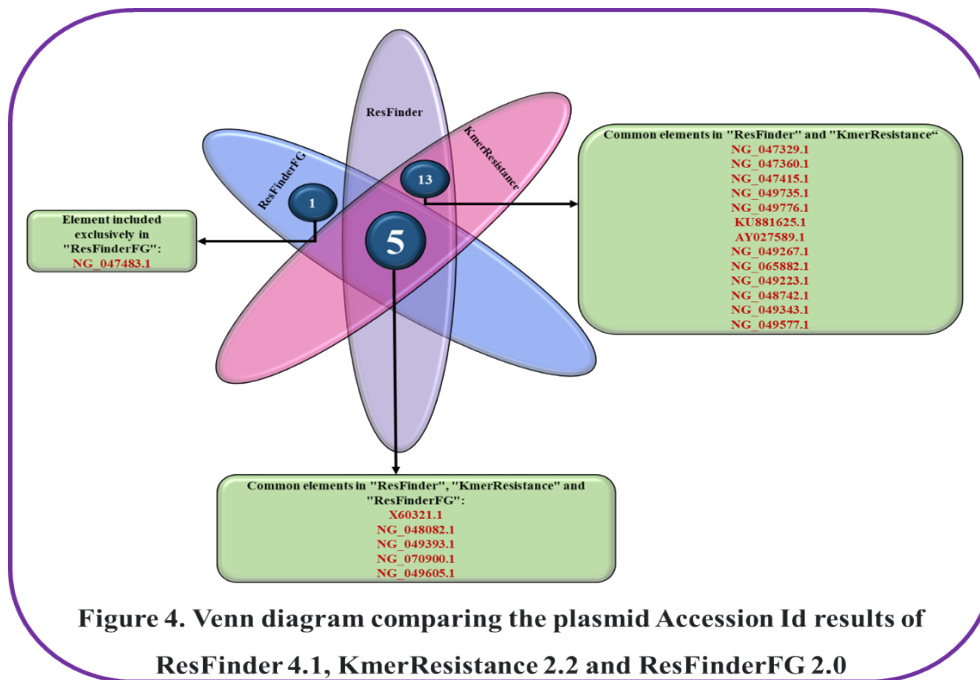 ResFinder
KmerResistance
ResFinderFG
13
1
5
Element included
exclusively in
"ResFinderFG":
NG_047483.1
Common elements in "ResFinder" and "KmerResistance“
NG_047329.1
NG_047360.1
NG_047415.1
NG_049735.1
NG_049776.1
KU881625.1
AY027589.1
NG_049267.1
NG_065882.1
NG_049223.1
NG_048742.1
NG_049343.1
NG_049577.1
Common elements in "ResFinder", "KmerResistance" and
"ResFinderFG":
X60321.1
NG_048082.1
NG_049393.1
NG_070900.1
NG_049605.1
Figure 4. Venn diagram comparing the plasmid Accession Id results of
ResFinder 4.1, KmerResistance 2.2 and ResFinderFG 2.0